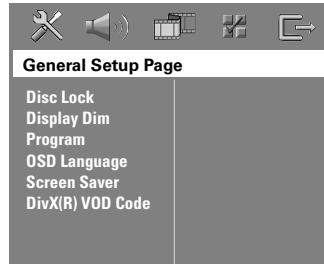 General Setup Page
Disc Lock
Display Dim
Program
OSD Language
Screen Saver
DivX(R) VOD Code